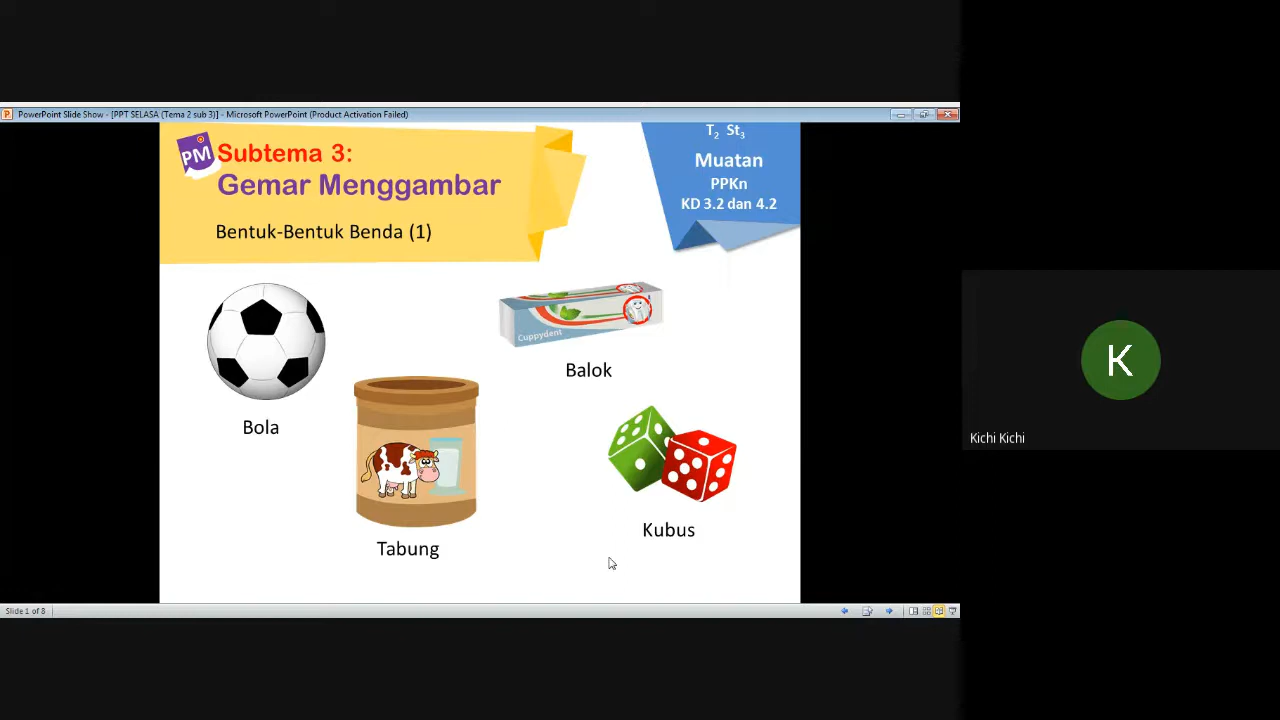 PowerPoint Slide Show - [PPT SELASA (Tema 2 sub 3)] - Microsoft PowerPoint (Product Activation Failed)
PM
Subtema 3:
Gemar Menggambar
Bentuk-Bentuk Benda (1)
T2 St3
Muatan
PPKn
KD 3.2 dan 4.2
Cuppydent
Balok
Bola
Kubus
Tabung
K
Kichi Kichi
Slide 1 of 8